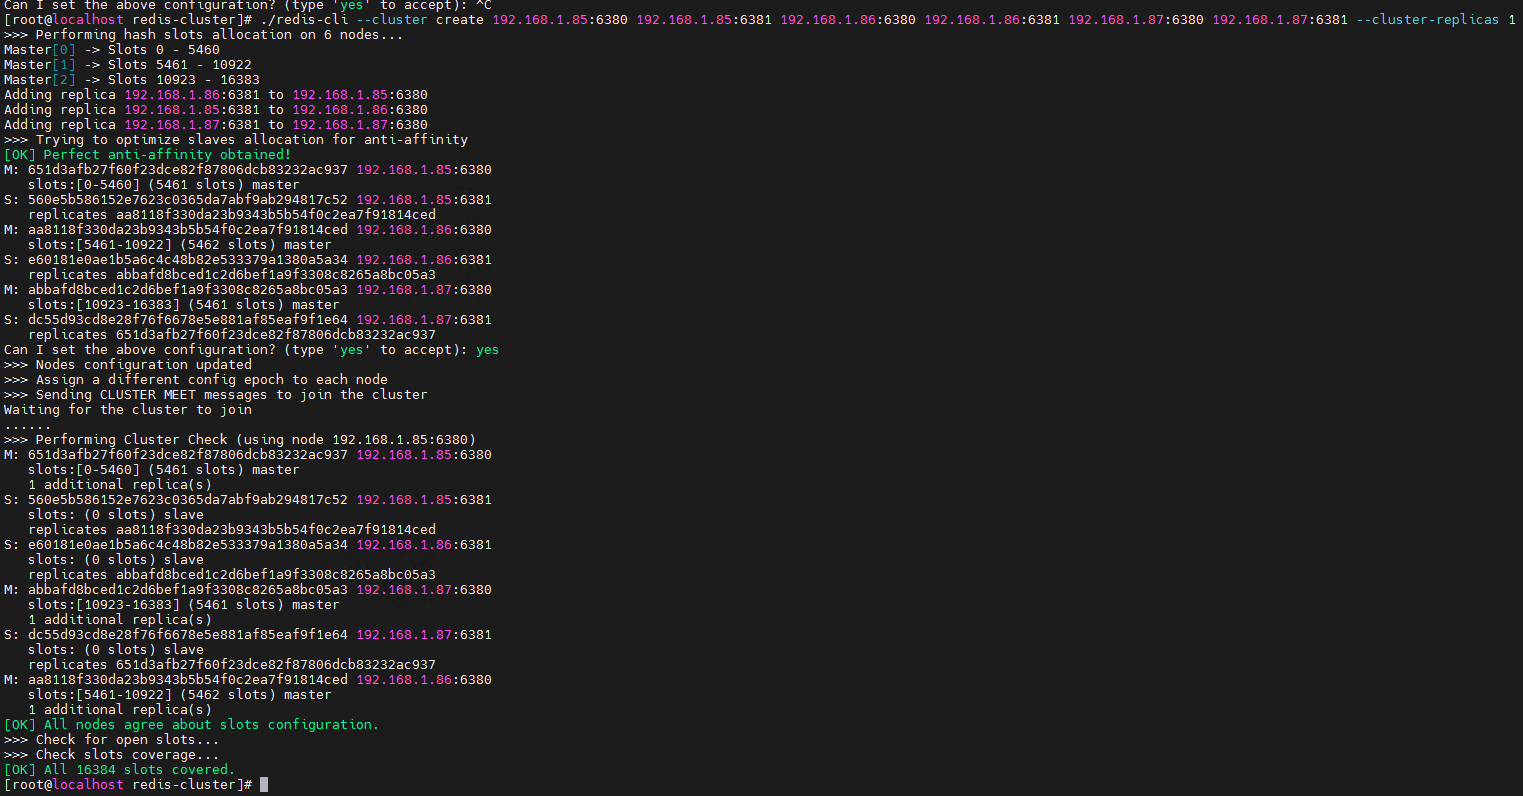 Can I set the above configuration? (type 'yes' to accept): ^C
[root@localhost redis-cluster]# ./redis-cli --cluster create 192.168.1.85:6380 192.168.1.85:6381 192.168.1.86:6380 192.168.1.86:6381 192.168.1.87:6380 192.168.1.87:6381 --cluster-replicas 1
>>> Performing hash slots allocation on 6 nodes...
Master[0] -> Slots 0 - 5460
Master[1] -> Slots 5461 - 10922
Master[2] -> Slots 10923 - 16383
Adding replica 192.168.1.86:6381 to 192.168.1.85:6380
Adding replica 192.168.1.85:6381 to 192.168.1.86:6380
Adding replica 192.168.1.87:6381 to 192.168.1.87:6380
>>> Trying to optimize slaves allocation for anti-affinity
[OK] Perfect anti-affinity obtained!
M: 651d3afb27f60f23dce82f87806dcb83232ac937 192.168.1.85:6380
   slots:[0-5460] (5461 slots) master
S: 560e5b586152e7623c0365da7abf9ab294817c52 192.168.1.85:6381
   replicates aa8118f330da23b9343b5b54f0c2ea7f91814ced
M: aa8118f330da23b9343b5b54f0c2ea7f91814ced 192.168.1.86:6380
   slots:[5461-10922] (5462 slots) master
S: e60181e0ae1b5a6c4c48b82e533379a1380a5a34 192.168.1.86:6381
   replicates abbafd8bced1c2d6bef1a9f3308c8265a8bc05a3
M: abbafd8bced1c2d6bef1a9f3308c8265a8bc05a3 192.168.1.87:6380
   slots:[10923-16383] (5461 slots) master
S: dc55d93cd8e28f76f6678e5e881af85eaf9f1e64 192.168.1.87:6381
   replicates 651d3afb27f60f23dce82f87806dcb83232ac937
Can I set the above configuration? (type 'yes' to accept): yes
>>> Nodes configuration updated
>>> Assign a different config epoch to each node
>>> Sending CLUSTER MEET messages to join the cluster
Waiting for the cluster to join
......
>>> Performing Cluster Check (using node 192.168.1.85:6380)
M: 651d3afb27f60f23dce82f87806dcb83232ac937 192.168.1.85:6380
   slots:[0-5460] (5461 slots) master
   1 additional replica(s)
S: 560e5b586152e7623c0365da7abf9ab294817c52 192.168.1.85:6381
   slots: (0 slots) slave
   replicates aa8118f330da23b9343b5b54f0c2ea7f91814ced
S: e60181e0ae1b5a6c4c48b82e533379a1380a5a34 192.168.1.86:6381
   slots: (0 slots) slave
   replicates abbafd8bced1c2d6bef1a9f3308c8265a8bc05a3
M: abbafd8bced1c2d6bef1a9f3308c8265a8bc05a3 192.168.1.87:6380
   slots:[10923-16383] (5461 slots) master
   1 additional replica(s)
S: dc55d93cd8e28f76f6678e5e881af85eaf9f1e64 192.168.1.87:6381
   slots: (0 slots) slave
   replicates 651d3afb27f60f23dce82f87806dcb83232ac937
M: aa8118f330da23b9343b5b54f0c2ea7f91814ced 192.168.1.86:6380
   slots:[5461-10922] (5462 slots) master
   1 additional replica(s)
[OK] All nodes agree about slots configuration.
>>> Check for open slots...
>>> Check slots coverage...
[OK] All 16384 slots covered.
[root@localhost redis-cluster]#